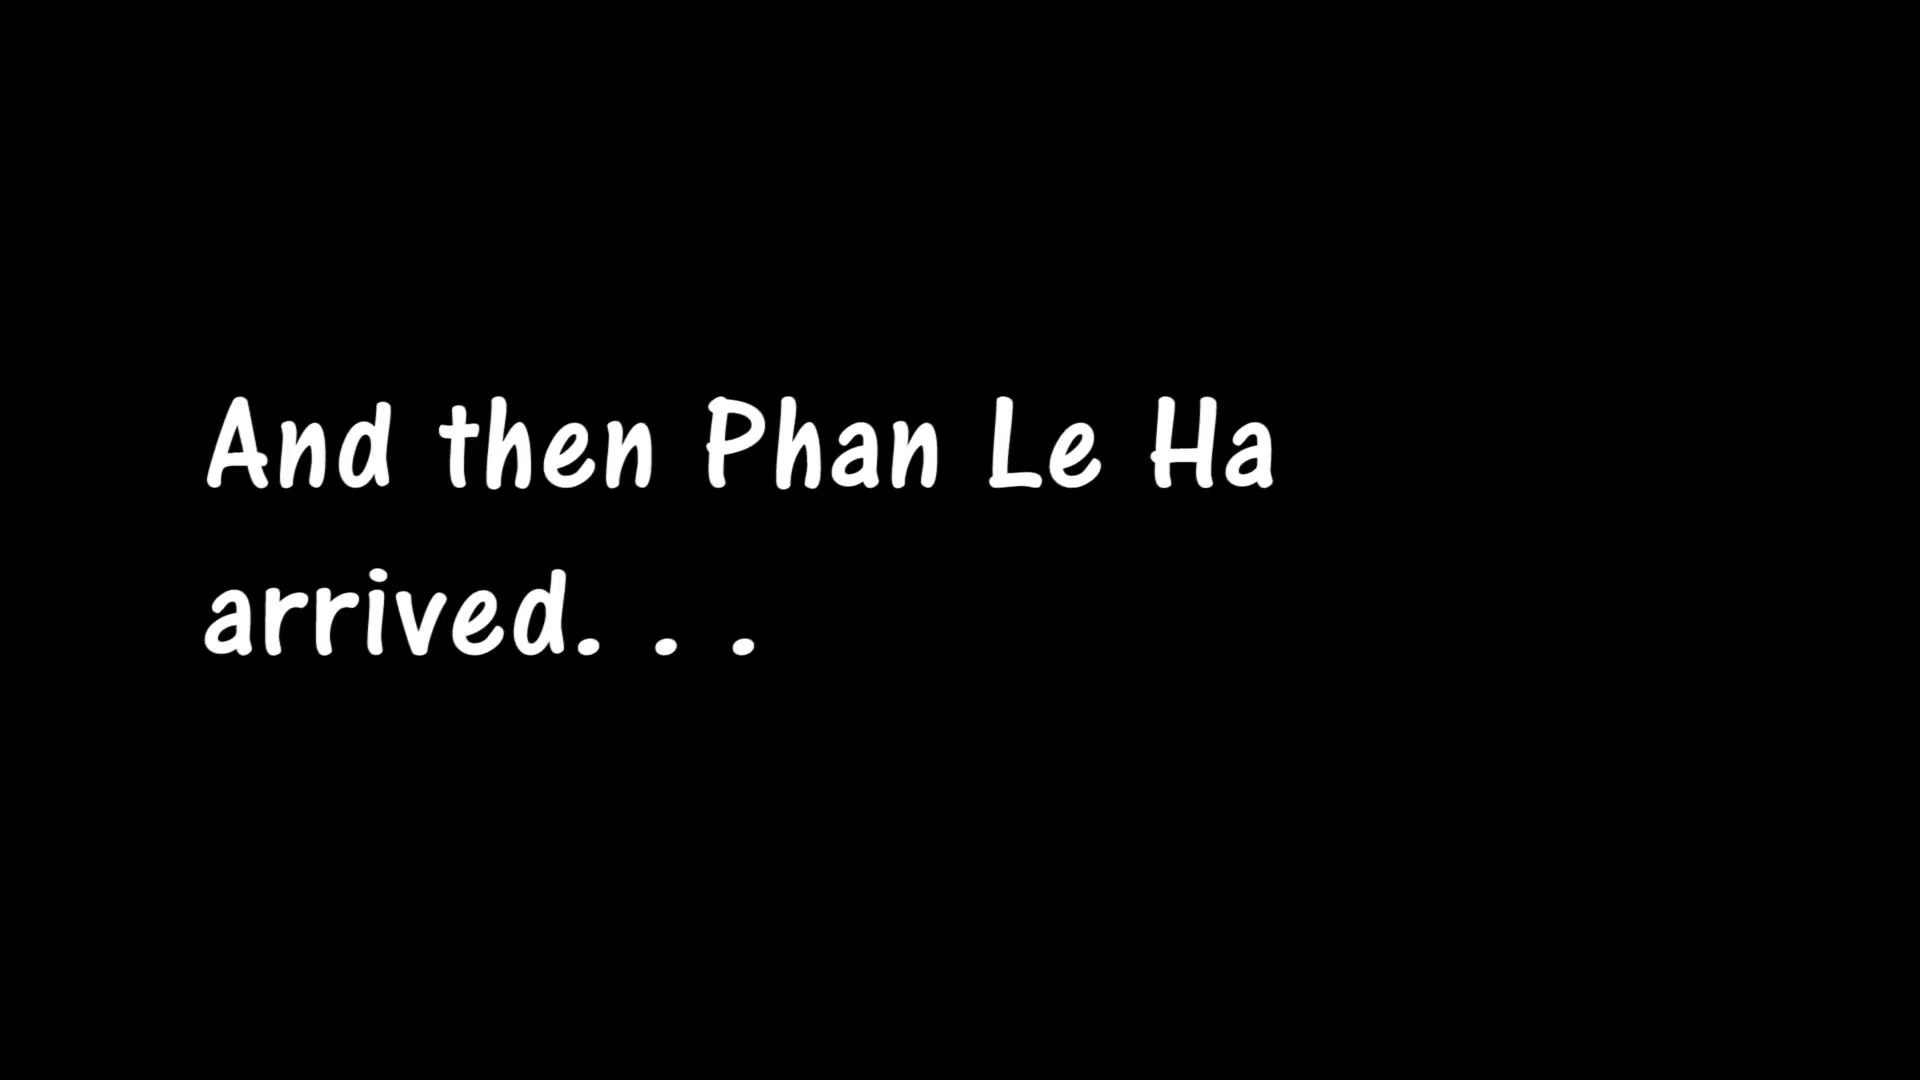 And then Phan Le Ha
arrived. . .